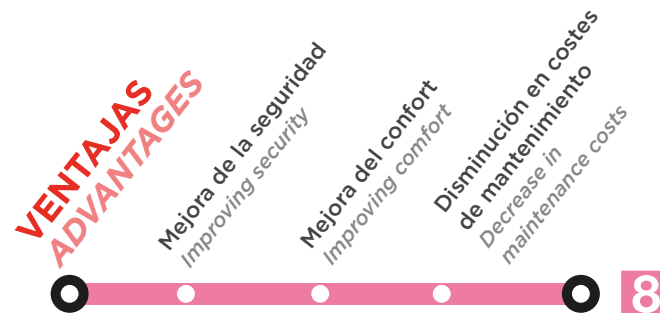 VENTAJAS
ADVANTAGES
Mejora de la seguridad
Improving security
Mejora del confort
Improving comfort
Disminución en costes
de mantenimiento
Decrease in
maintenance costs
8